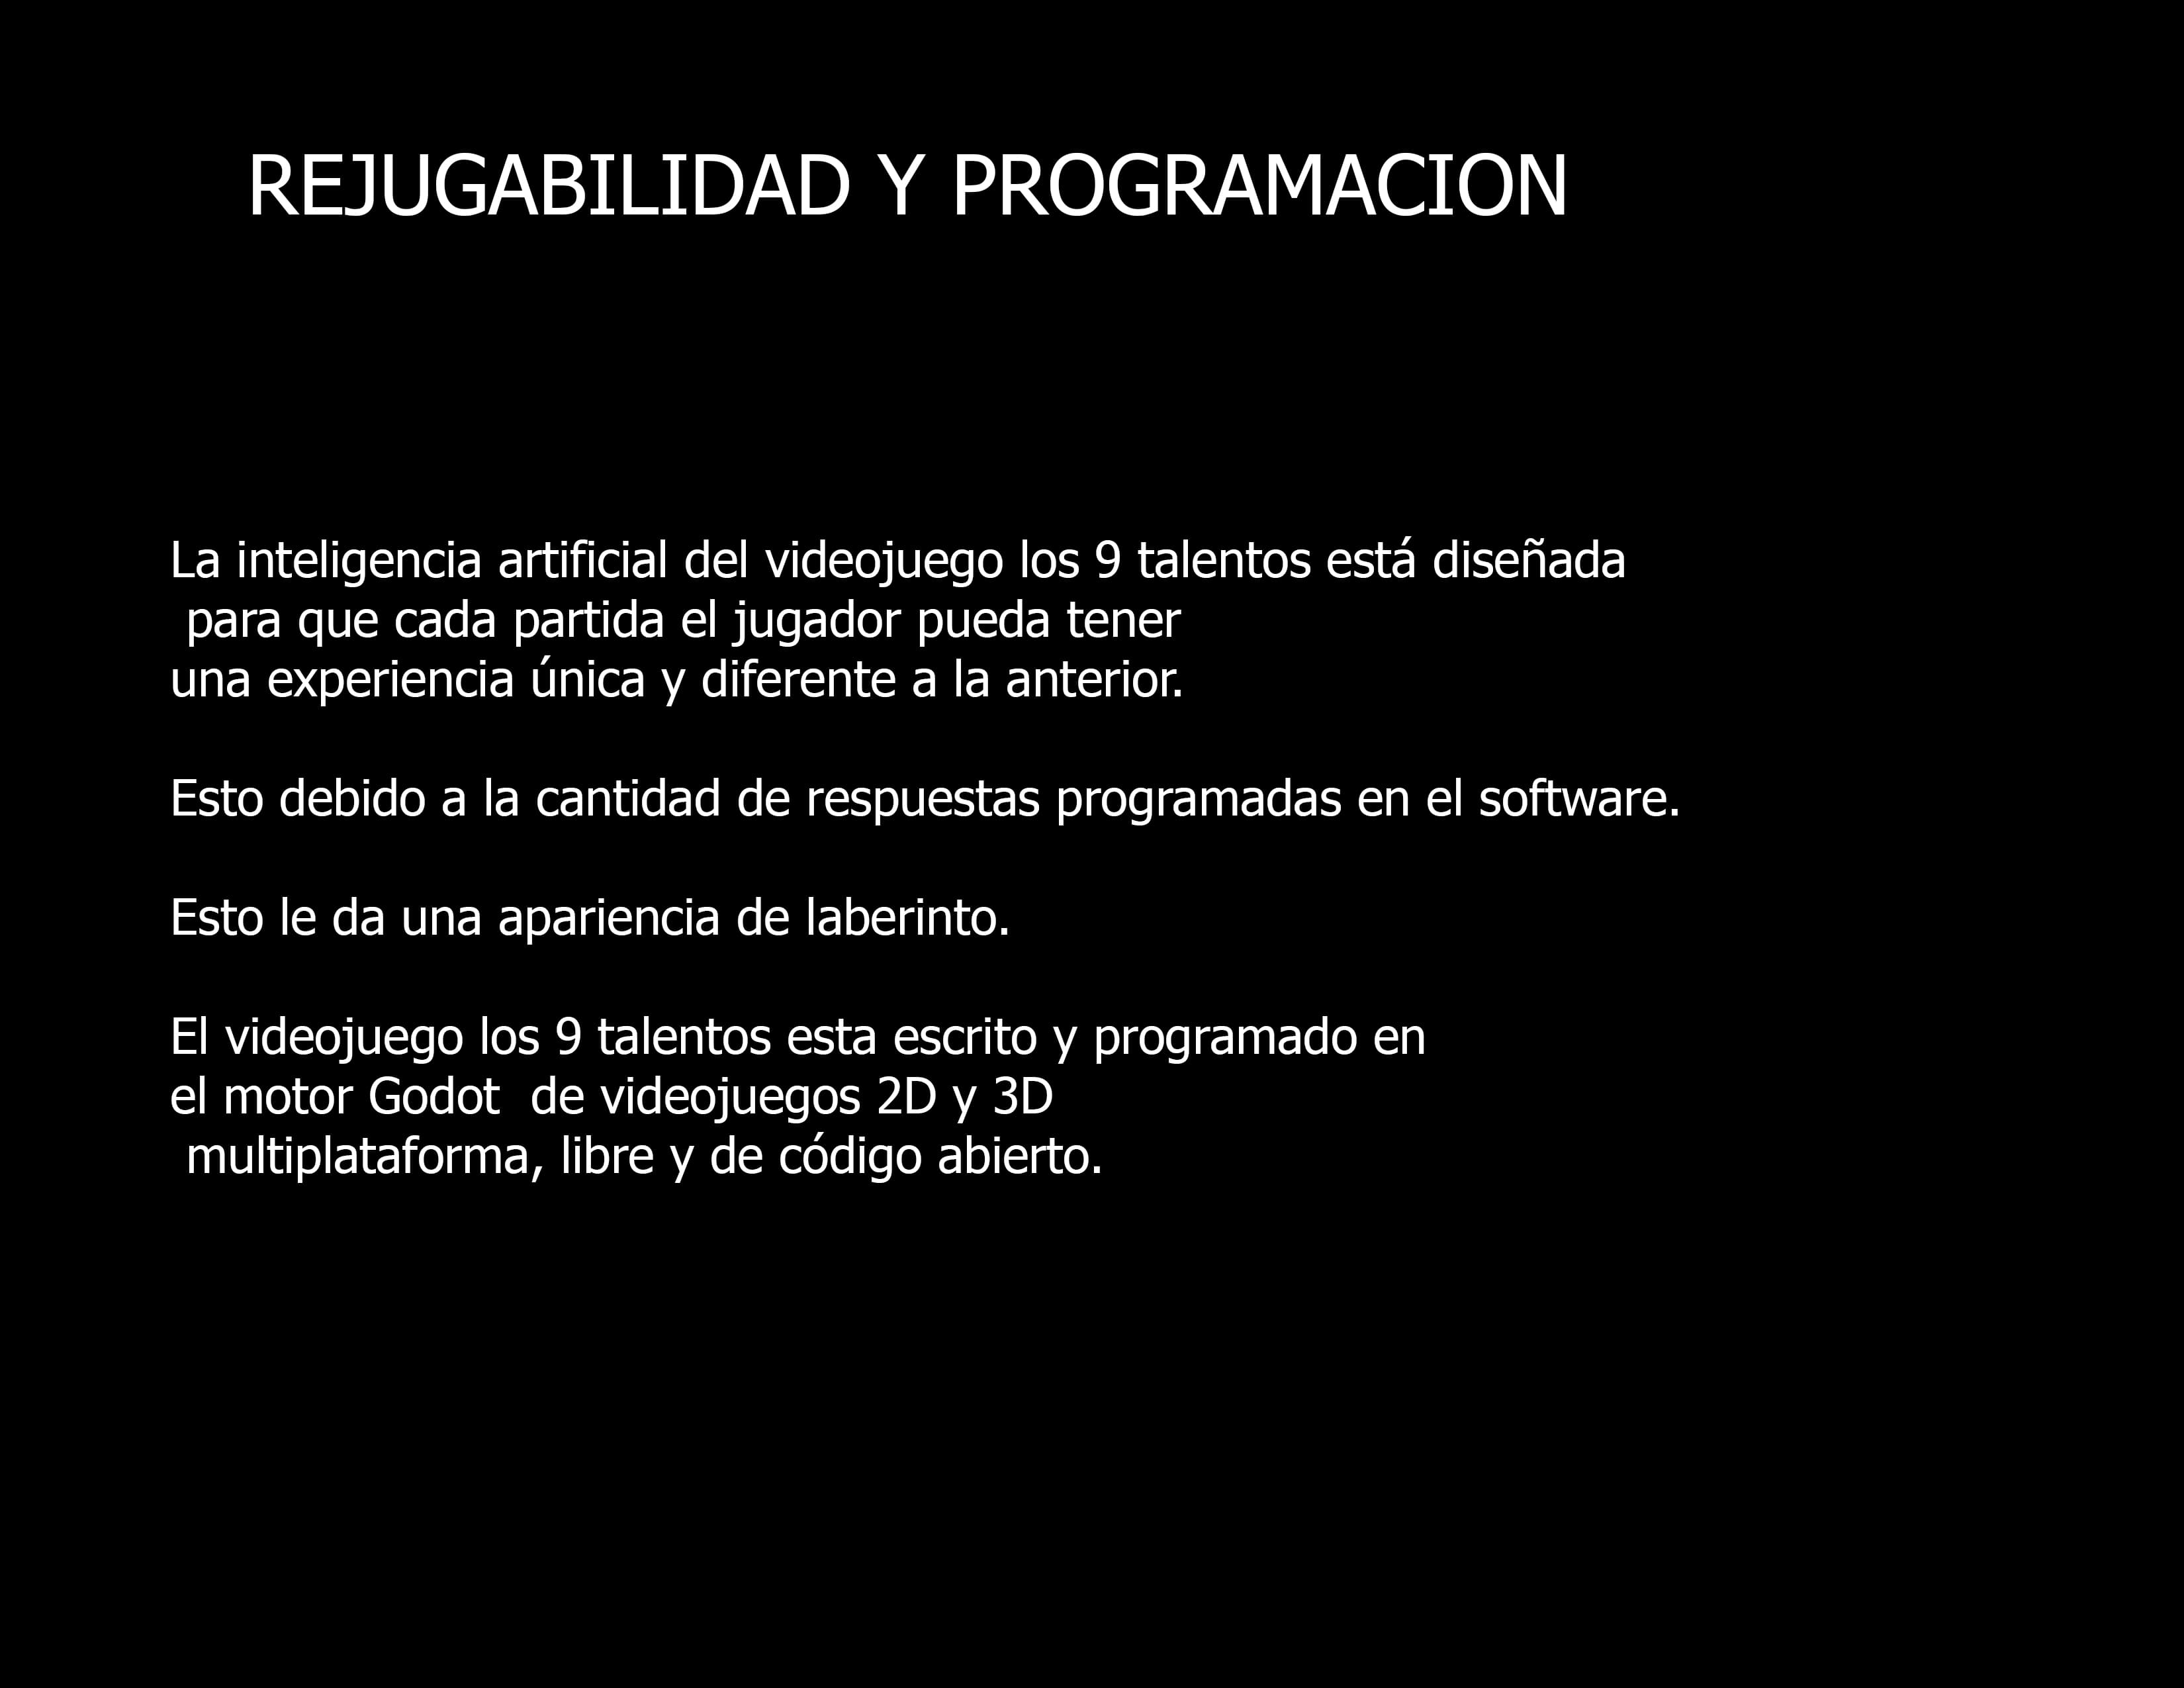 REJUGABILIDAD Y PROGRAMACION
La inteligencia artificial del videojuego los 9 talentos está diseñada
para que cada partida el jugador pueda tener
una experiencia única y diferente a la anterior.
Esto debido a la cantidad de respuestas programadas en el software.
Esto le da una apariencia de laberinto.
El videojuego los 9 talentos esta escrito y programado en
el motor Godot  de videojuegos 2D y 3D
multiplataforma, libre y de código abierto.